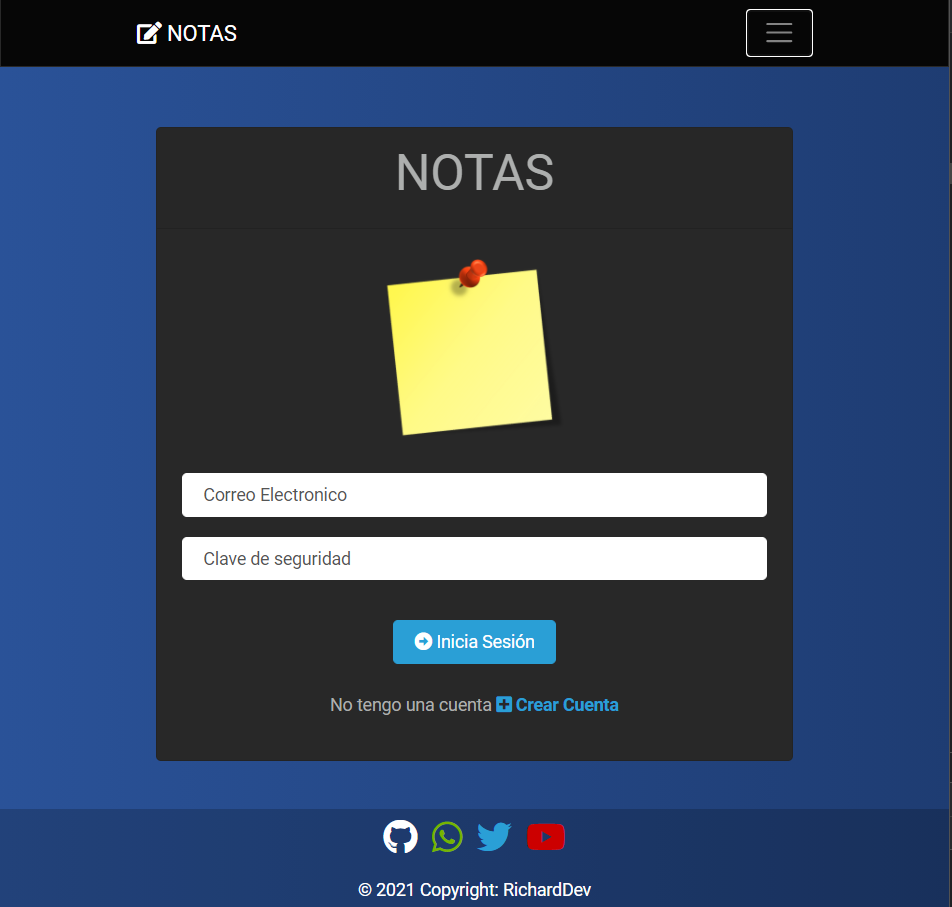 NOTAS
NOTAS
Correo Electronico
Clave de seguridad
Inicia Sesión
No tengo una cuenta Crear Cuenta
© 2021 Copyright: RichardDev